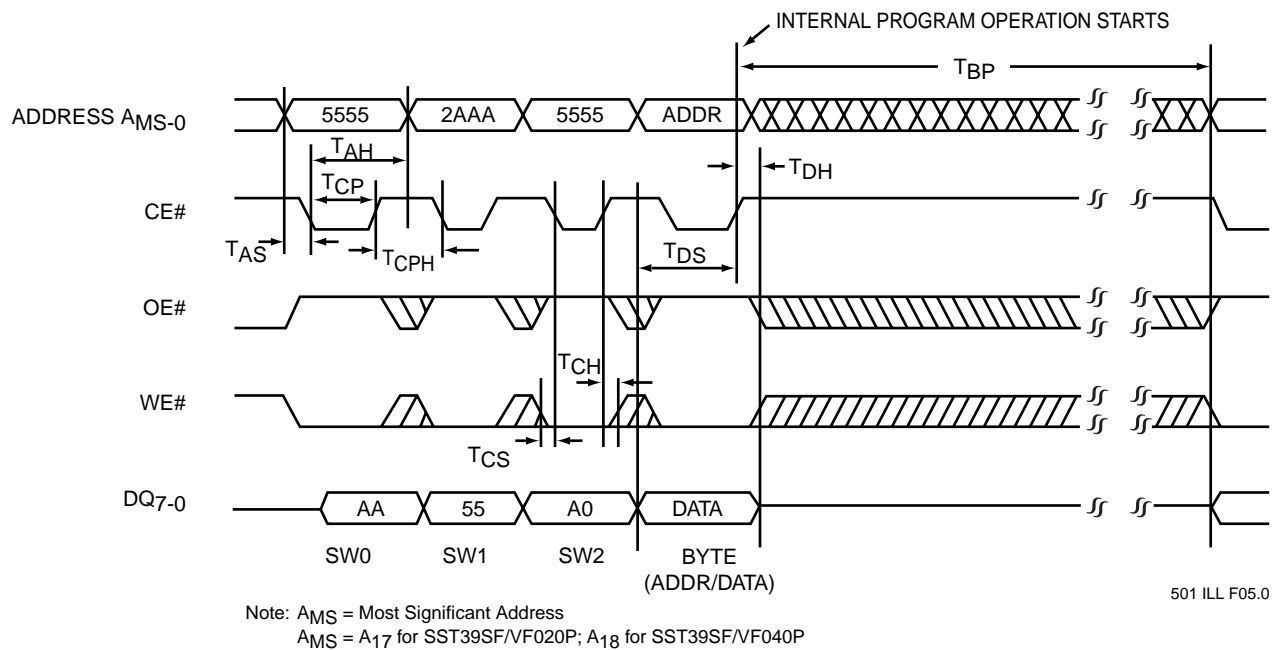 INTERNAL PROGRAM OPERATION STARTS
TBP
ADDRESS AMS-0
5555
2AAA
5555
ADDR
TAH
TDH
TCP
CE#
TAS
TCPH
TDS
OE#
TCH
WE#
TCS
DQ7-0
AA
55
A0
DATA
SW0
SW1
SW2
BYTE
(ADDR/DATA)
501 ILL F05.0
Note: AMS = Most Significant Address
AMS = A17 for SST39SF/VF020P; A18 for SST39SF/VF040P